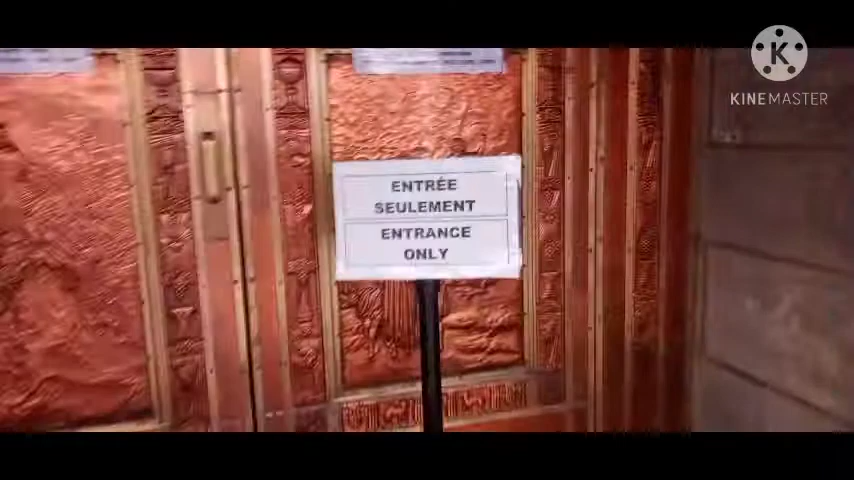 K
KINEMASTER
ENTRÉE
SEULEMENT
ENTRANCE
ONLY